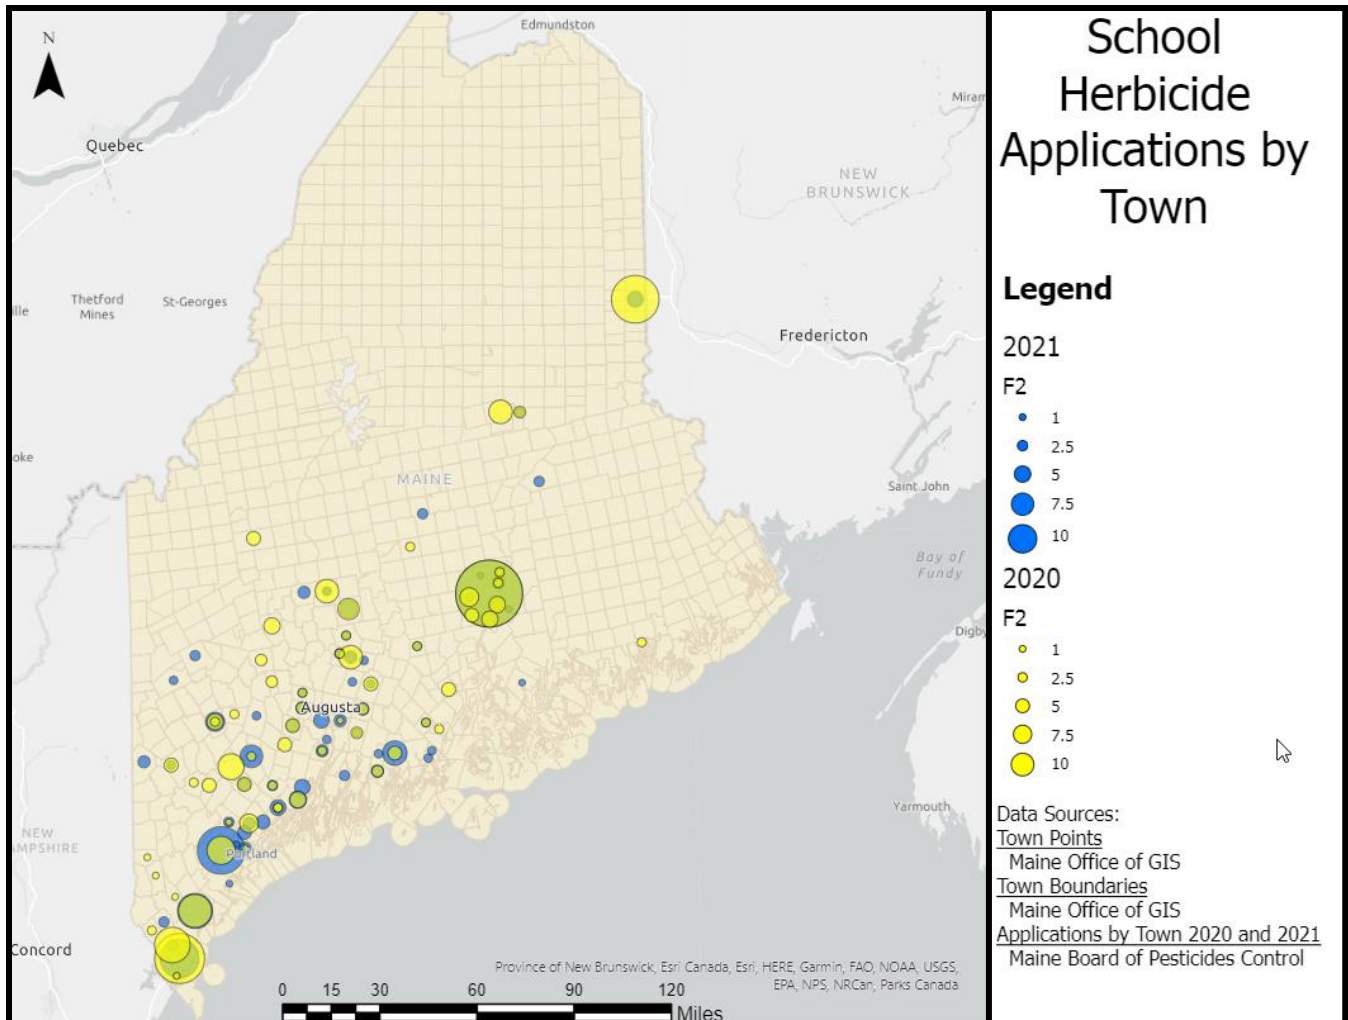 School
Herbicide
Applications by
Town
Legend
2021
F2
1
2.5
5
7.5
10
2020
F2
1
2.5
5
7.5
10
Data Sources:
Town Points
Maine Office of GIS
Town Boundaries
Maine Office of GIS
Applications by Town 2020 and 2021
Maine Board of Pesticides Control
N
Edmundston
Miram
Quebec
NEW
BRUNSWICK
ille
Thetford
Mines
St-Georges
Fredericton
oke
MAINE
Saint John
Bay of
Fundy
Digby
Augusta
Yarmouth
NEW
AMPSHIRE
Portland
Concord
Province of New Brunswick, Esri Canada, Esri, HERE, Garmin, FAO, NOAA, USGS,
EPA, NPS, NRCan, Parks Canada
0 15 30 60 90 120
Miles